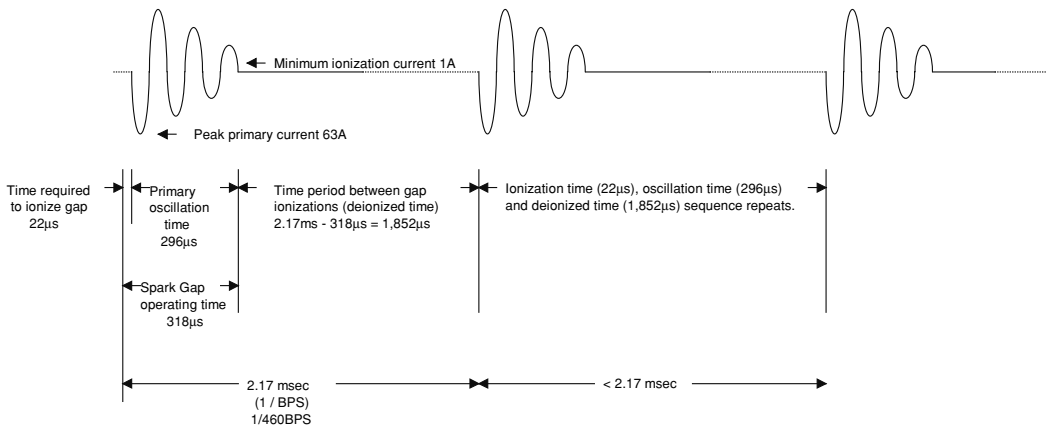 Minimum ionization current 1A
Peak primary current 63A
Time required
to ionize gap
22µs
Primary
oscillation
time
296µs
Time period between gap
ionizations (deionized time)
2.17ms - 318µs = 1,852µs
Ionization time (22µs), oscillation time (296µs)
and deionized time (1,852µs) sequence repeats.
Spark Gap
operating time
318µs
2.17 msec
(1 / BPS)
1/460BPS
< 2.17 msec